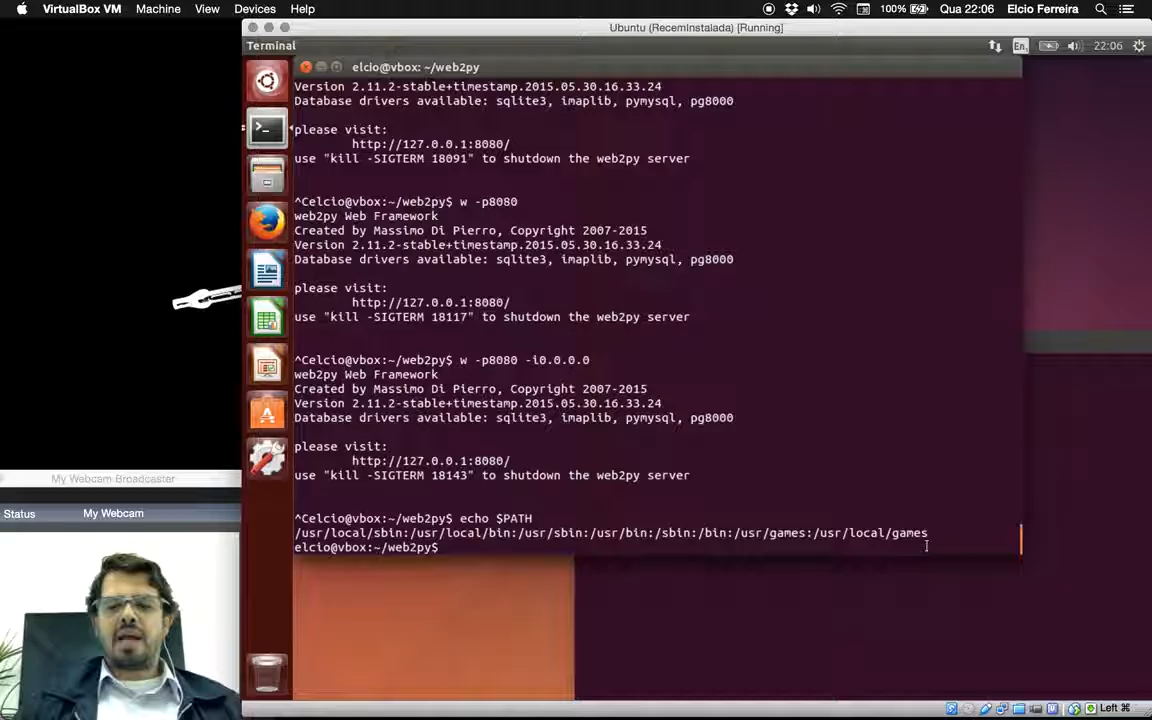 VirtualBox VM Machine View Devices Help 100% Qua 22:06 Elcio Ferreira
Ubuntu (RecemInstalada) [Running]
Terminal En 22:06
elcio@vbox: ~/web2py
Version 2.11.2-stable+timestamp.2015.05.30.16.33.24
Database drivers available: sqlite3, imaplib, pymysql, pg8000
please visit:
http://127.0.0.1:8080/
use "kill -SIGTERM 18091" to shutdown the web2py server
^Celcio@vbox:~/web2py$ w -p8080
web2py Web Framework
Created by Massimo Di Pierro, Copyright 2007-2015
Version 2.11.2-stable+timestamp.2015.05.30.16.33.24
Database drivers available: sqlite3, imaplib, pymysql, pg8000
please visit:
http://127.0.0.1:8080/
use "kill -SIGTERM 18117" to shutdown the web2py server
^Celcio@vbox:~/web2py$ w -p8080 -i0.0.0.0
web2py Web Framework
Created by Massimo Di Pierro, Copyright 2007-2015
Version 2.11.2-stable+timestamp.2015.05.30.16.33.24
Database drivers available: sqlite3, imaplib, pymysql, pg8000
please visit:
http://127.0.0.1:8080/
use "kill -SIGTERM 18143" to shutdown the web2py server
^Celcio@vbox:~/web2py$ echo $PATH
/usr/local/sbin:/usr/local/bin:/usr/sbin:/usr/bin:/sbin:/bin:/usr/games:/usr/local/games
elcio@vbox:~/web2py$
My Webcam Broadcaster
Status My Webcam
Left ⌘